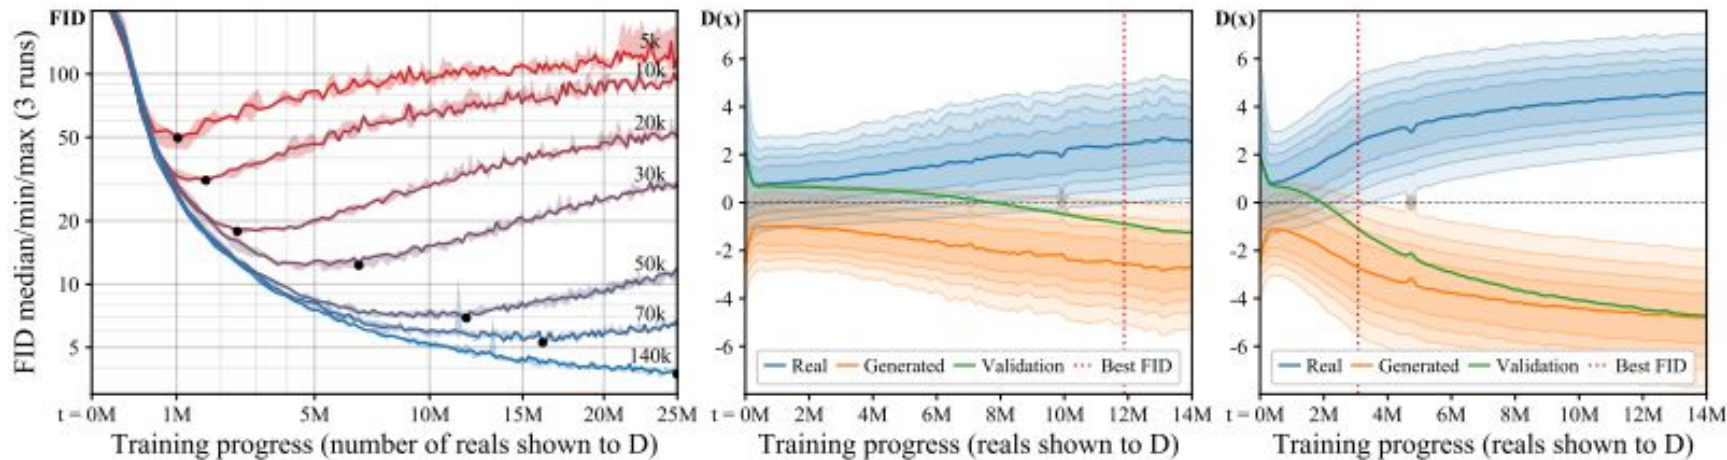 FID
100
50
20
10
5
FID median/min/max (3 runs)
5k
10k
20k
30k
50k
70k
140k
t = 0M 1M 5M 10M 15M 20M 25M
Training progress (number of reals shown to D)
D(x)
6
4
2
0
-2
-4
-6
Real Generated Validation Best FID
t = 0M 2M 4M 6M 8M 10M 12M 14M
Training progress (reals shown to D)
D(x)
6
4
2
0
-2
-4
-6
Real Generated Validation Best FID
t = 0M 2M 4M 6M 8M 10M 12M 14M
Training progress (reals shown to D)